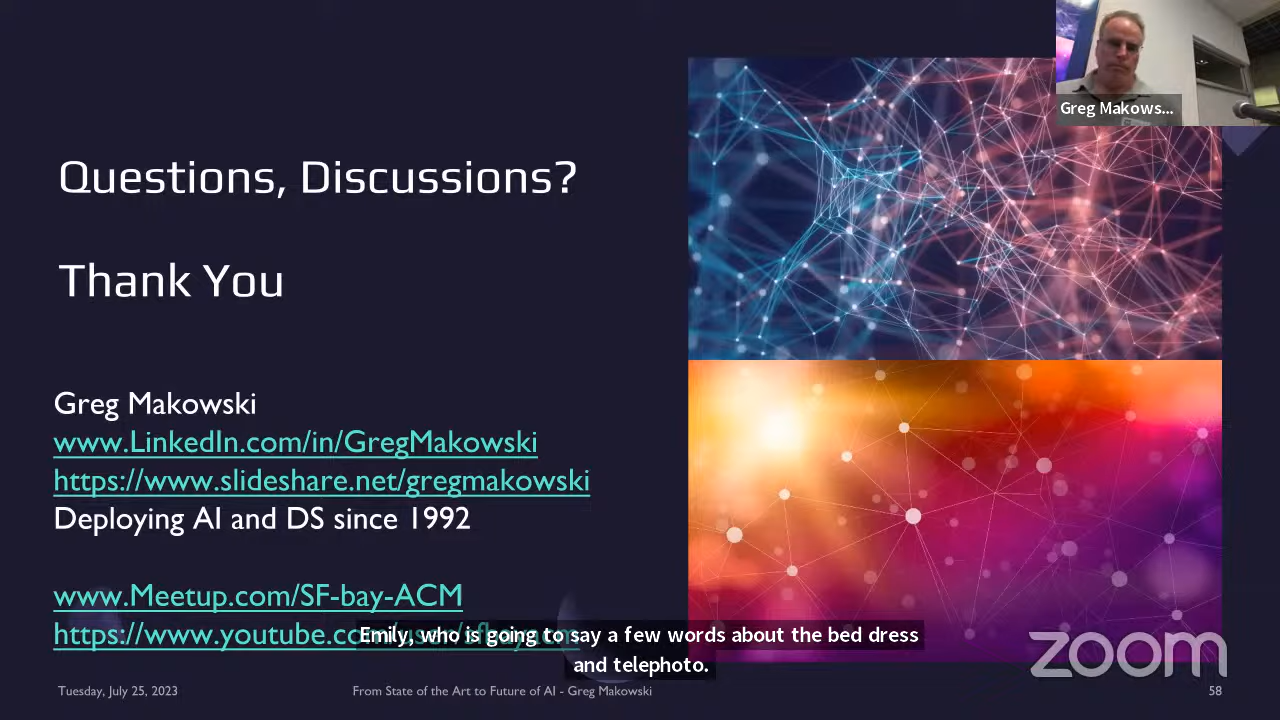 Greg Makows...
Questions, Discussions?
Thank You
Greg Makowski
www.LinkedIn.com/in/GregMakowski
https://www.slideshare.net/gregmakowski
Deploying AI and DS since 1992
www.Meetup.com/SF-bay-ACM
https://www.youtube.co
Emily, who is going to say a few words about the bed dress
and telephoto.
zoom
Tuesday, July 25, 2023
From State of the Art to Future of AI - Greg Makowski
58